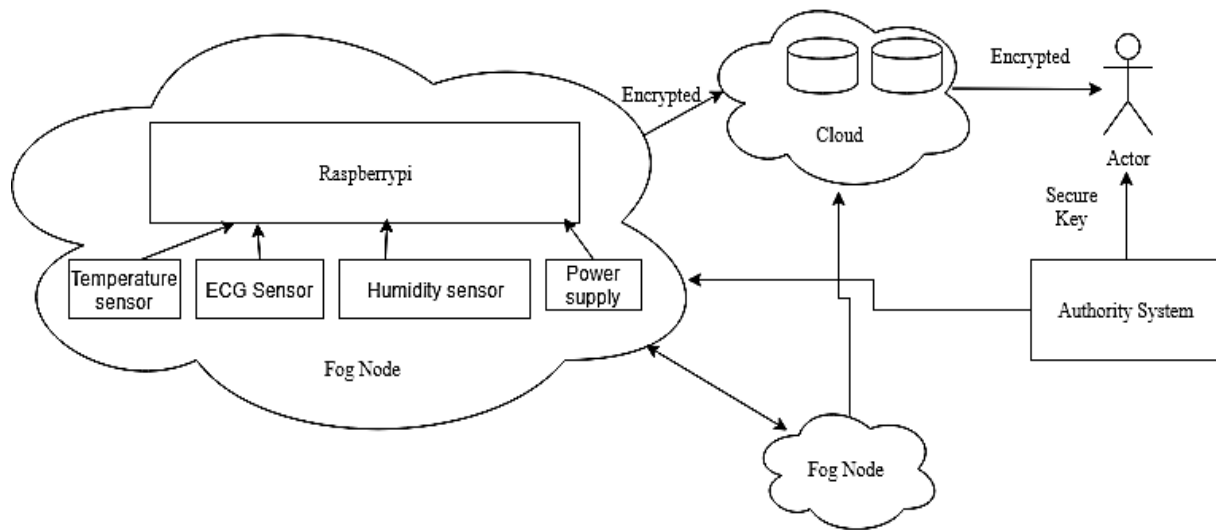 Encrypted
Encrypted
Cloud
Actor
Raspberrypi
Secure
Key
Temperature
sensor
ECG Sensor
Humidity sensor
Power
supply
Authority System
Fog Node
Fog Node